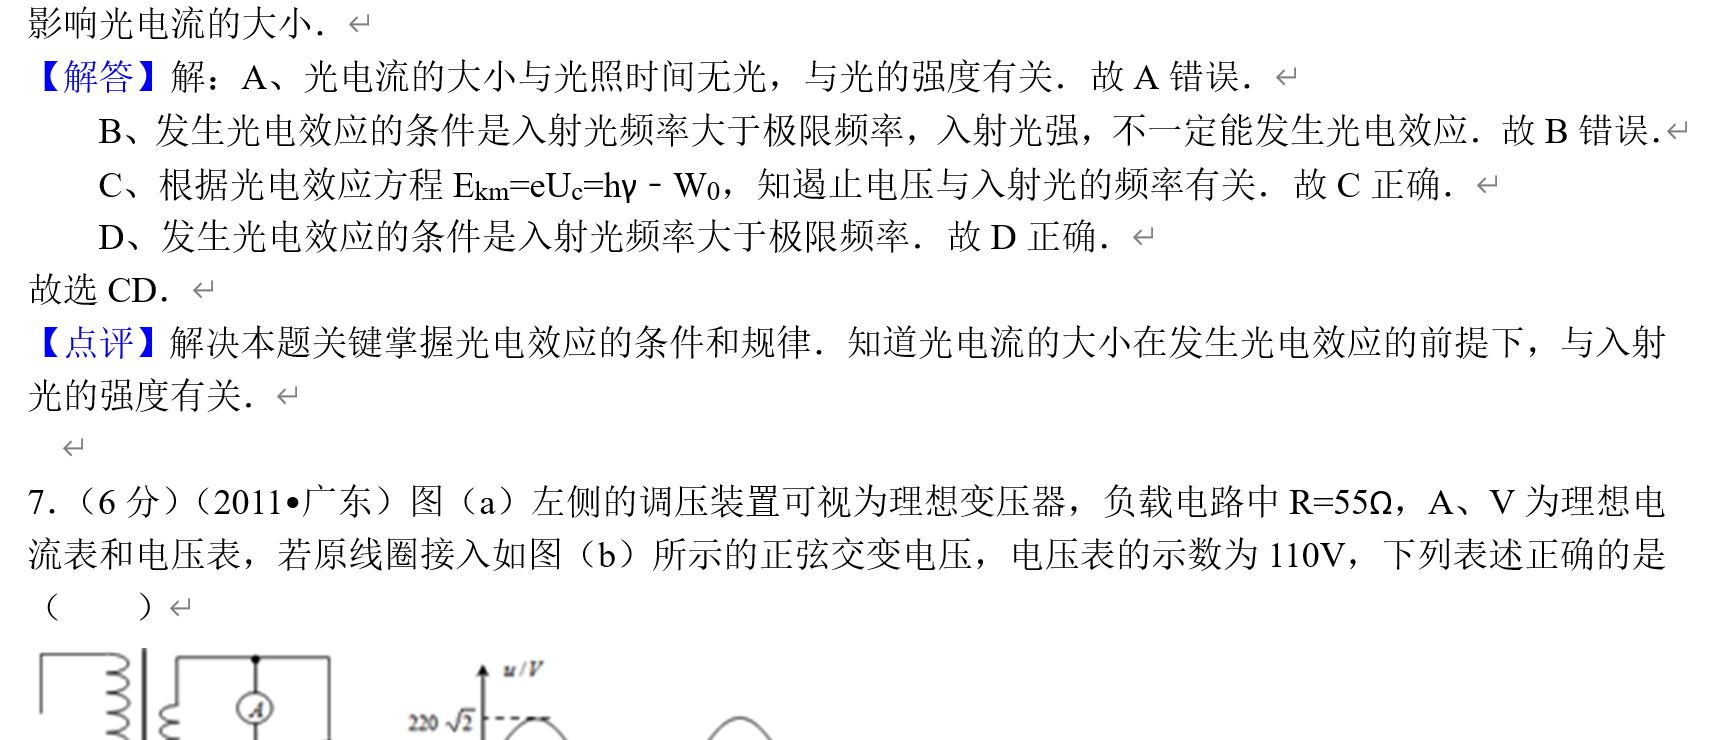 影响光电流的大小．
【解答】解：A、光电流的大小与光照时间无光，与光的强度有关．故 A 错误．
B、发生光电效应的条件是入射光频率大于极限频率，入射光强，不一定能发生光电效应．故 B 错误．
C、根据光电效应方程 Ekm=eUc=hγ﹣W0，知遏止电压与入射光的频率有关．故 C 正确．
D、发生光电效应的条件是入射光频率大于极限频率．故 D 正确．
故选 CD．
【点评】解决本题关键掌握光电效应的条件和规律．知道光电流的大小在发生光电效应的前提下，与入射
光的强度有关．
7.（6 分）（2011•广东）图（a）左侧的调压装置可视为理想变压器，负载电路中 R=55Ω，A、V 为理想电
流表和电压表，若原线圈接入如图（b）所示的正弦交变电压，电压表的示数为 110V，下列表述正确的是
（　　）
A
u/V
220√2